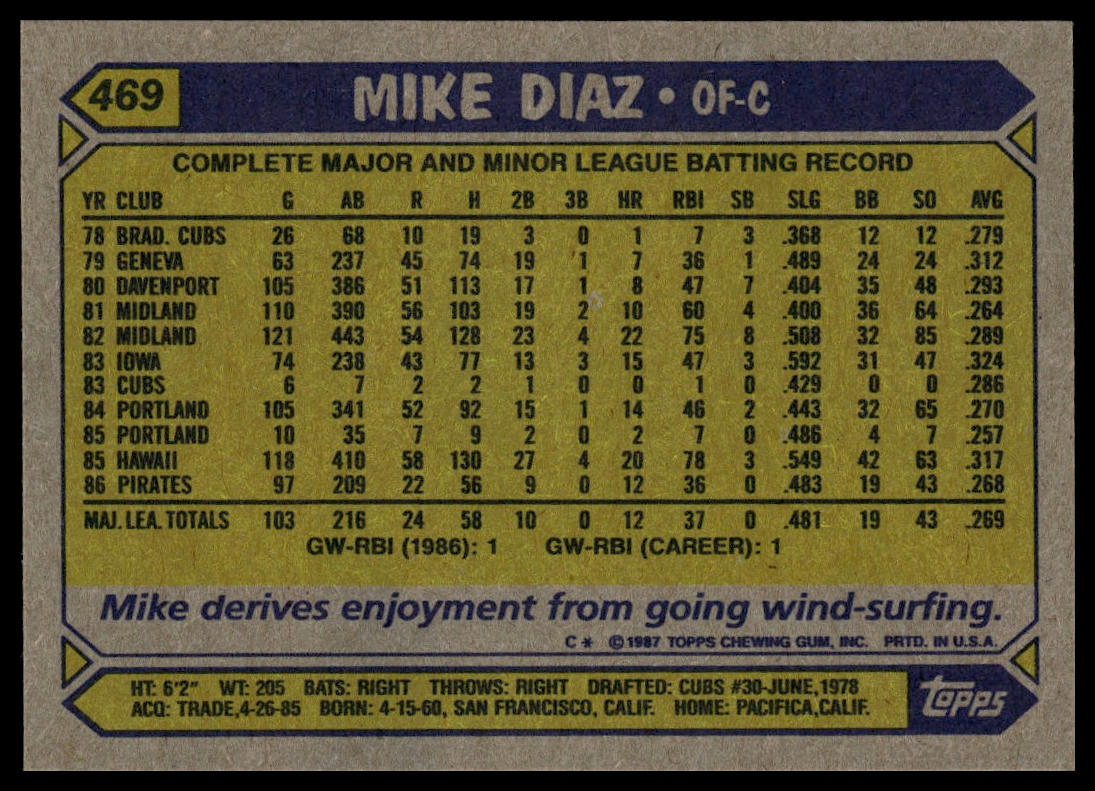 469 MIKE DIAZ • OF-C
COMPLETE MAJOR AND MINOR LEAGUE BATTING RECORD
YR CLUB G AB R H 2B 3B HR RBI SB SLG BB SO AVG
78 BRAD. CUBS 26 68 10 19 3 0 1 7 3 .368 12 12 .279
79 GENEVA 63 237 45 74 19 1 7 36 1 .489 24 24 .312
80 DAVENPORT 105 386 51 113 17 1 8 47 7 .404 35 48 .293
81 MIDLAND 110 390 56 103 19 2 10 60 4 .400 36 64 .264
82 MIDLAND 121 443 54 128 23 4 22 75 8 .508 32 85 .289
83 IOWA 74 238 43 77 13 3 15 47 3 .592 31 47 .324
83 CUBS 6 7 2 2 1 0 0 1 0 .429 0 0 .286
84 PORTLAND 105 341 52 92 15 1 14 46 2 .443 32 65 .270
85 PORTLAND 10 35 7 9 2 0 2 7 0 .486 4 7 .257
85 HAWAII 118 410 58 130 27 4 20 78 3 .549 42 63 .317
86 PIRATES 97 209 22 56 9 0 12 36 0 .483 19 43 .268
MAJ. LEA. TOTALS 103 216 24 58 10 0 12 37 0 .481 19 43 .269
GW-RBI (1986): 1 GW-RBI (CAREER): 1
Mike derives enjoyment from going wind-surfing.
C* ©1987 TOPPS CHEWING GUM, INC. PRTD. IN U.S.A.
HT: 6'2" WT: 205 BATS: RIGHT THROWS: RIGHT DRAFTED: CUBS #30-JUNE,1978
ACQ: TRADE,4-26-85 BORN: 4-15-60, SAN FRANCISCO, CALIF. HOME: PACIFICA,CALIF.
Topps